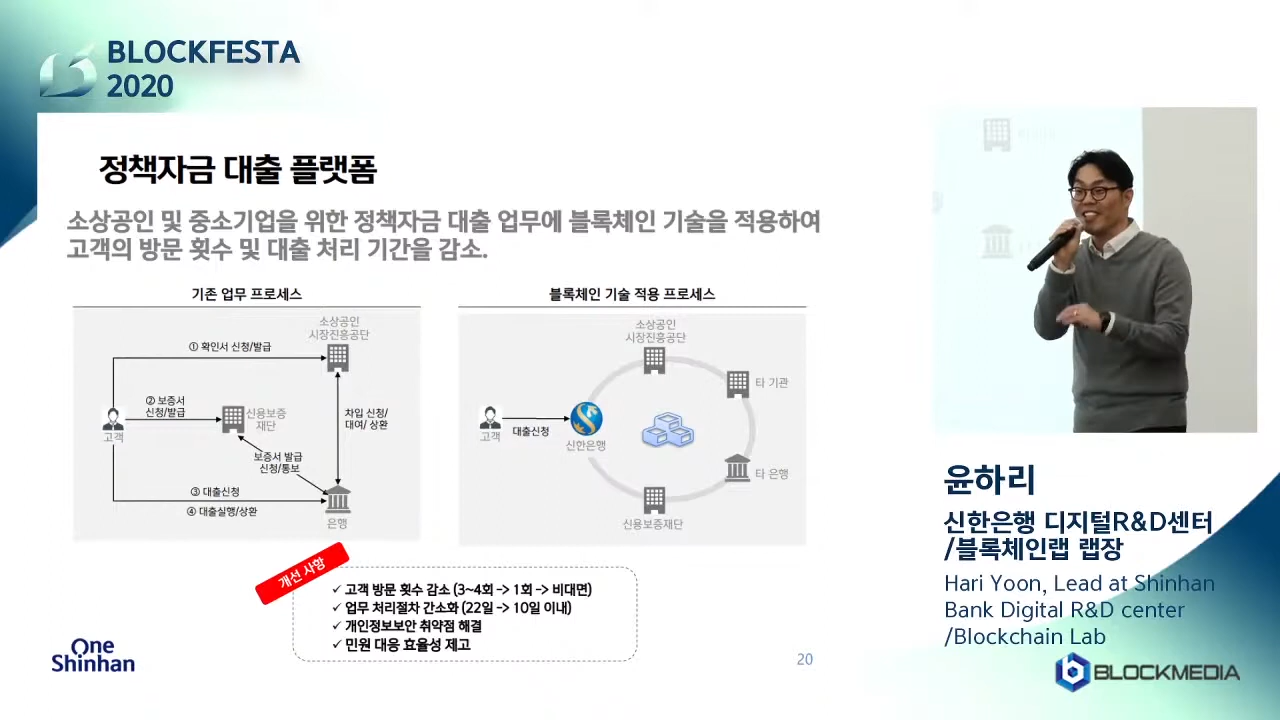 BLOCKFESTA
2020
정책자금 대출 플랫폼
소상공인 및 중소기업을 위한 정책자금 대출 업무에 블록체인 기술을 적용하여
고객의 방문 횟수 및 대출 처리 기간을 감소.
기존 업무 프로세스
소상공인
시장진흥공단
① 확인서 신청/발급
② 보증서
신청/발급
고객
신용보증
재단
차입 신청/
대여/ 상환
보증서 발급
신청/통보
③ 대출신청
④ 대출실행/상환
은행
블록체인 기술 적용 프로세스
소상공인
시장진흥공단
타 기관
고객
대출신청
신한은행
타 은행
신용보증재단
개선 사항
✓ 고객 방문 횟수 감소 (3~4회 -> 1회 -> 비대면)
✓ 업무 처리절차 간소화 (22일 -> 10일 이내)
✓ 개인정보보안 취약점 해결
✓ 민원 대응 효율성 제고
One
Shinhan
20
윤하리
신한은행 디지털R&D센터
/블록체인랩 랩장
Hari Yoon, Lead at Shinhan
Bank Digital R&D center
/Blockchain Lab
BLOCKMEDIA